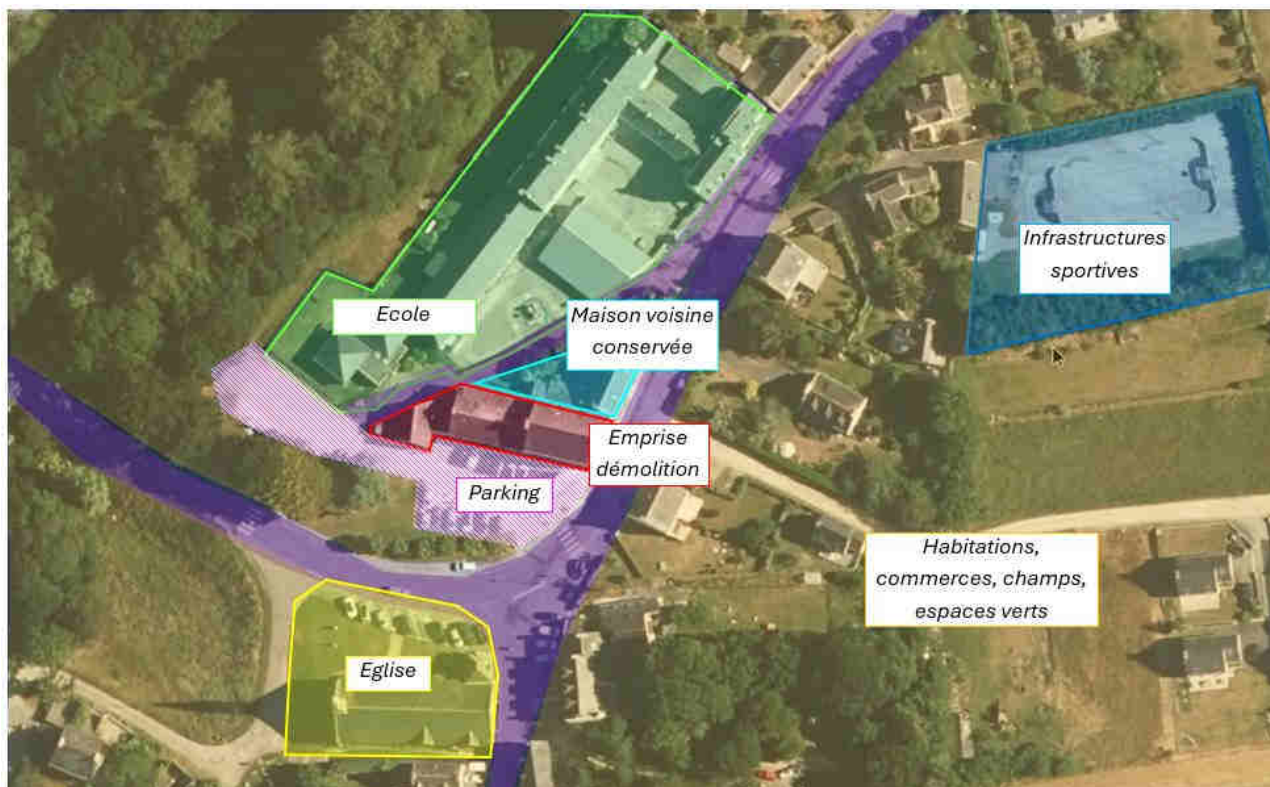 Infrastructures
sportives
Ecole
Maison voisine
conservée
Emprise
démolition
Parking
Habitations,
commerces, champs,
espaces verts
Eglise